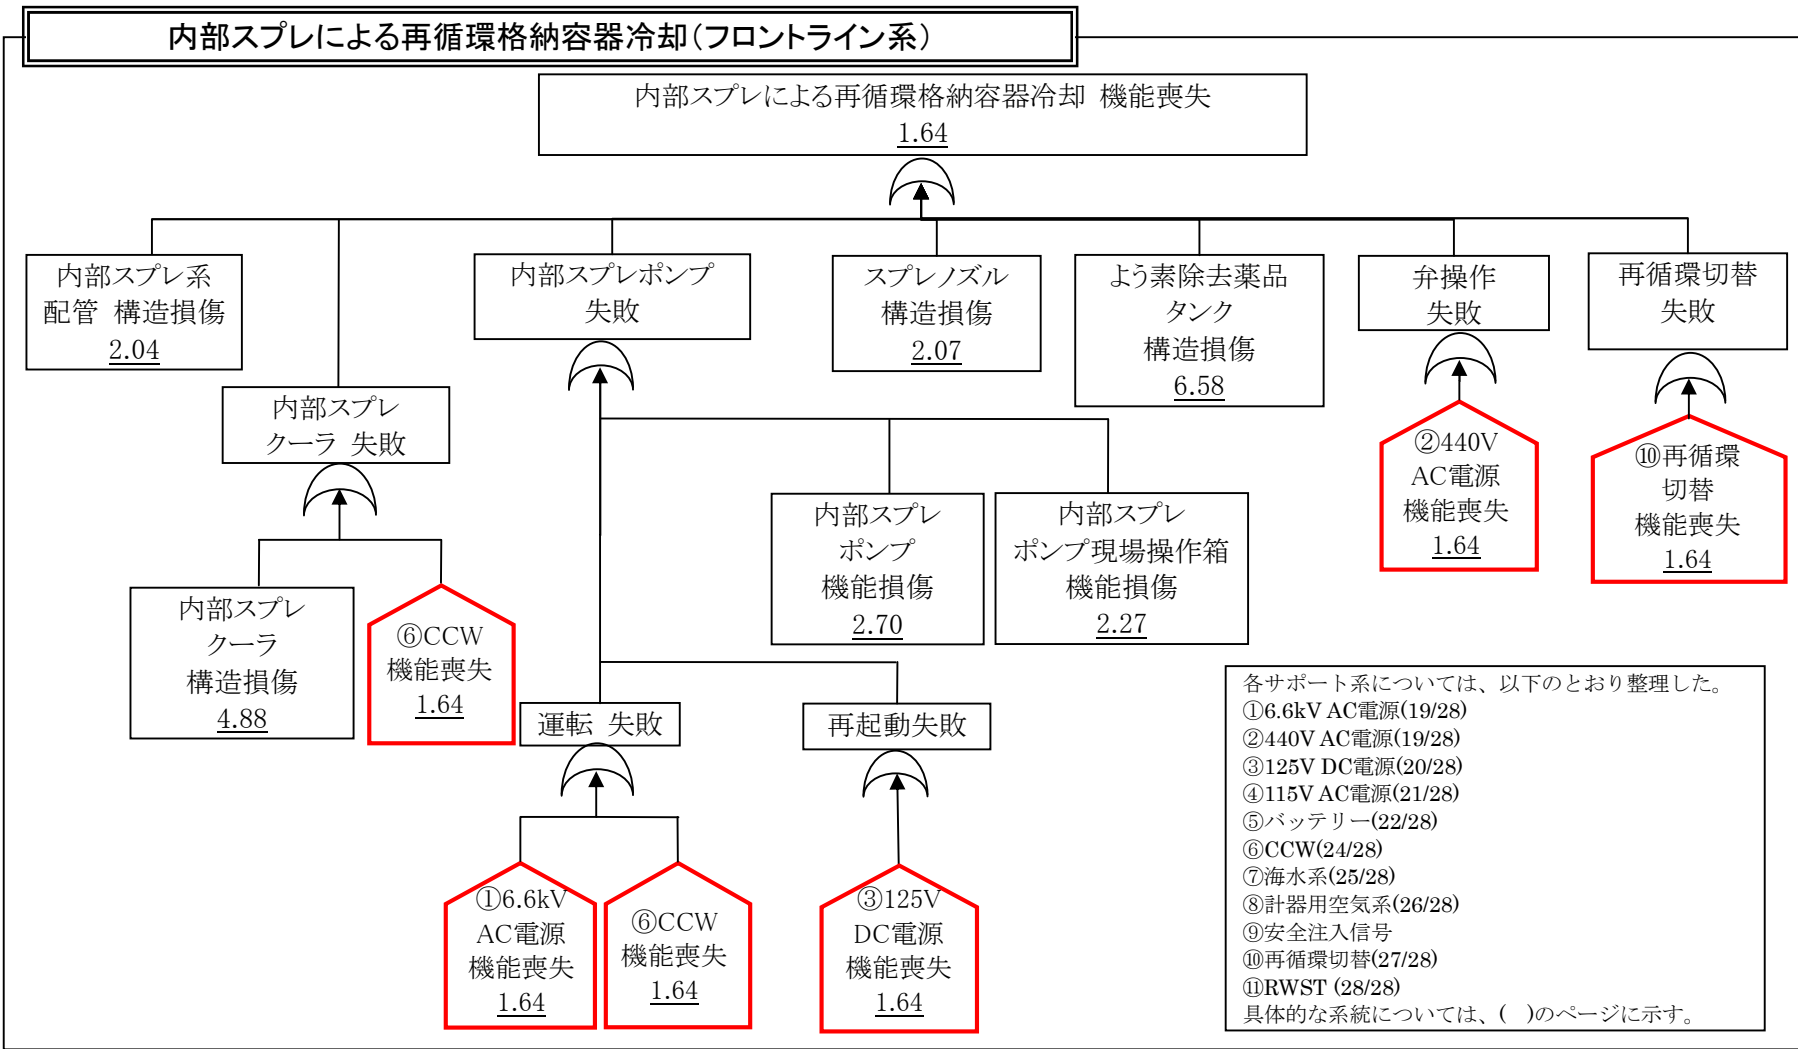 内部スプレによる再循環格納容器冷却(フロントライン系)
内部スプレによる再循環格納容器冷却 機能喪失
1.64
内部スプレ系
配管 構造損傷
2.04
内部スプレポンプ
失敗
スプレノズル
構造損傷
2.07
よう素除去薬品
タンク
構造損傷
6.58
弁操作
失敗
再循環切替
失敗
内部スプレ
クーラ 失敗
②440V
AC電源
機能喪失
1.64
⑩再循環
切替
機能喪失
1.64
内部スプレ
ポンプ
機能損傷
2.70
内部スプレ
ポンプ現場操作箱
機能損傷
2.27
内部スプレ
クーラ
構造損傷
4.88
⑥CCW
機能喪失
1.64
運転 失敗
再起動失敗
①6.6kV
AC電源
機能喪失
1.64
⑥CCW
機能喪失
1.64
③125V
DC電源
機能喪失
1.64
各サポート系については、以下のとおり整理した。
①6.6kV AC電源(19/28)
②440V AC電源(19/28)
③125V DC電源(20/28)
④115V AC電源(21/28)
⑤バッテリー(22/28)
⑥CCW(24/28)
⑦海水系(25/28)
⑧計器用空気系(26/28)
⑨安全注入信号
⑩再循環切替(27/28)
⑪RWST (28/28)
具体的な系統については、( )のページに示す。